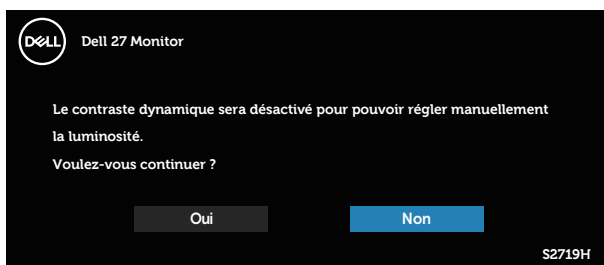 DELL
Dell 27 Monitor
Le contraste dynamique sera désactivé pour pouvoir régler manuellement
la luminosité.
Voulez-vous continuer ?
Oui Non
S2719H